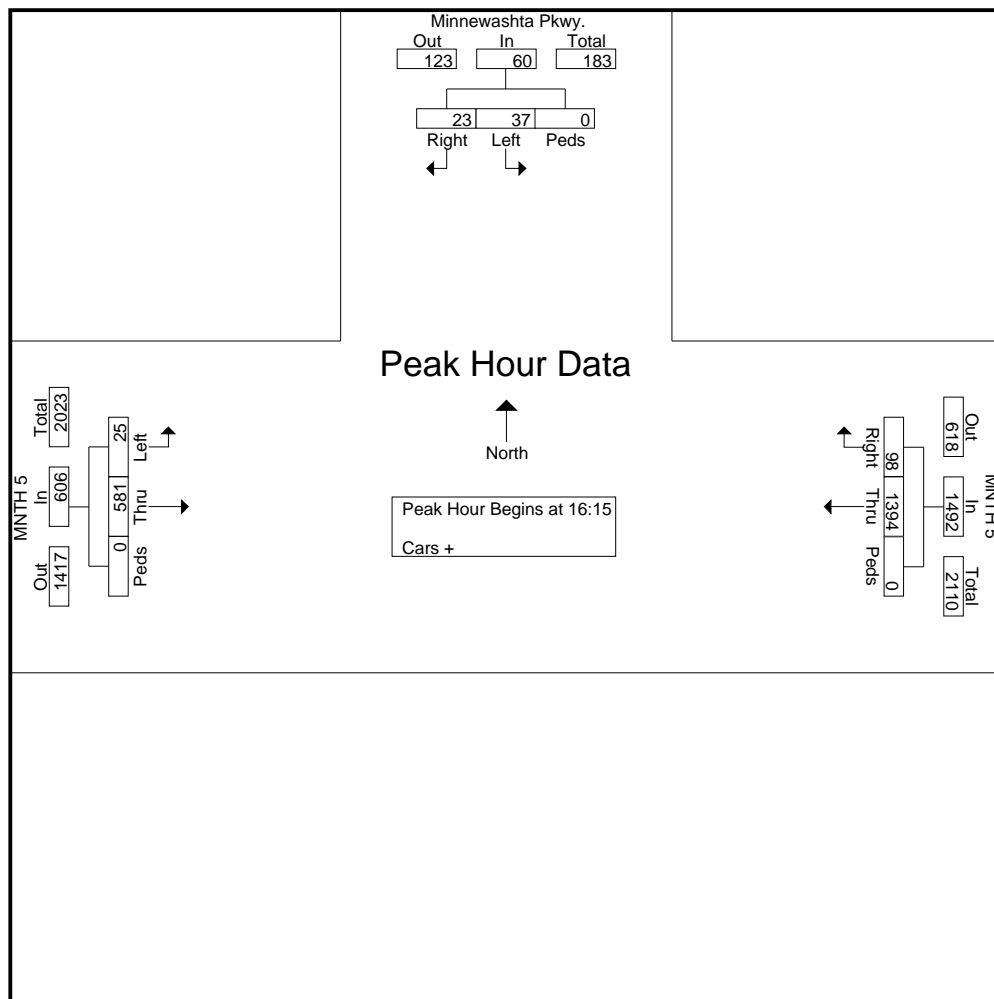 Minnewashta Pkwy.
Out In Total
123 60 183
23 37 0
Right Left Peds
Peak Hour Data
North
Peak Hour Begins at 16:15
Cars +
MNTH 5
Out In Total
1417 606 2023
Left Thru Peds
25 581 0
MNTH 5
Out In Total
618 1492 2110
Right Thru Peds
98 1394 0